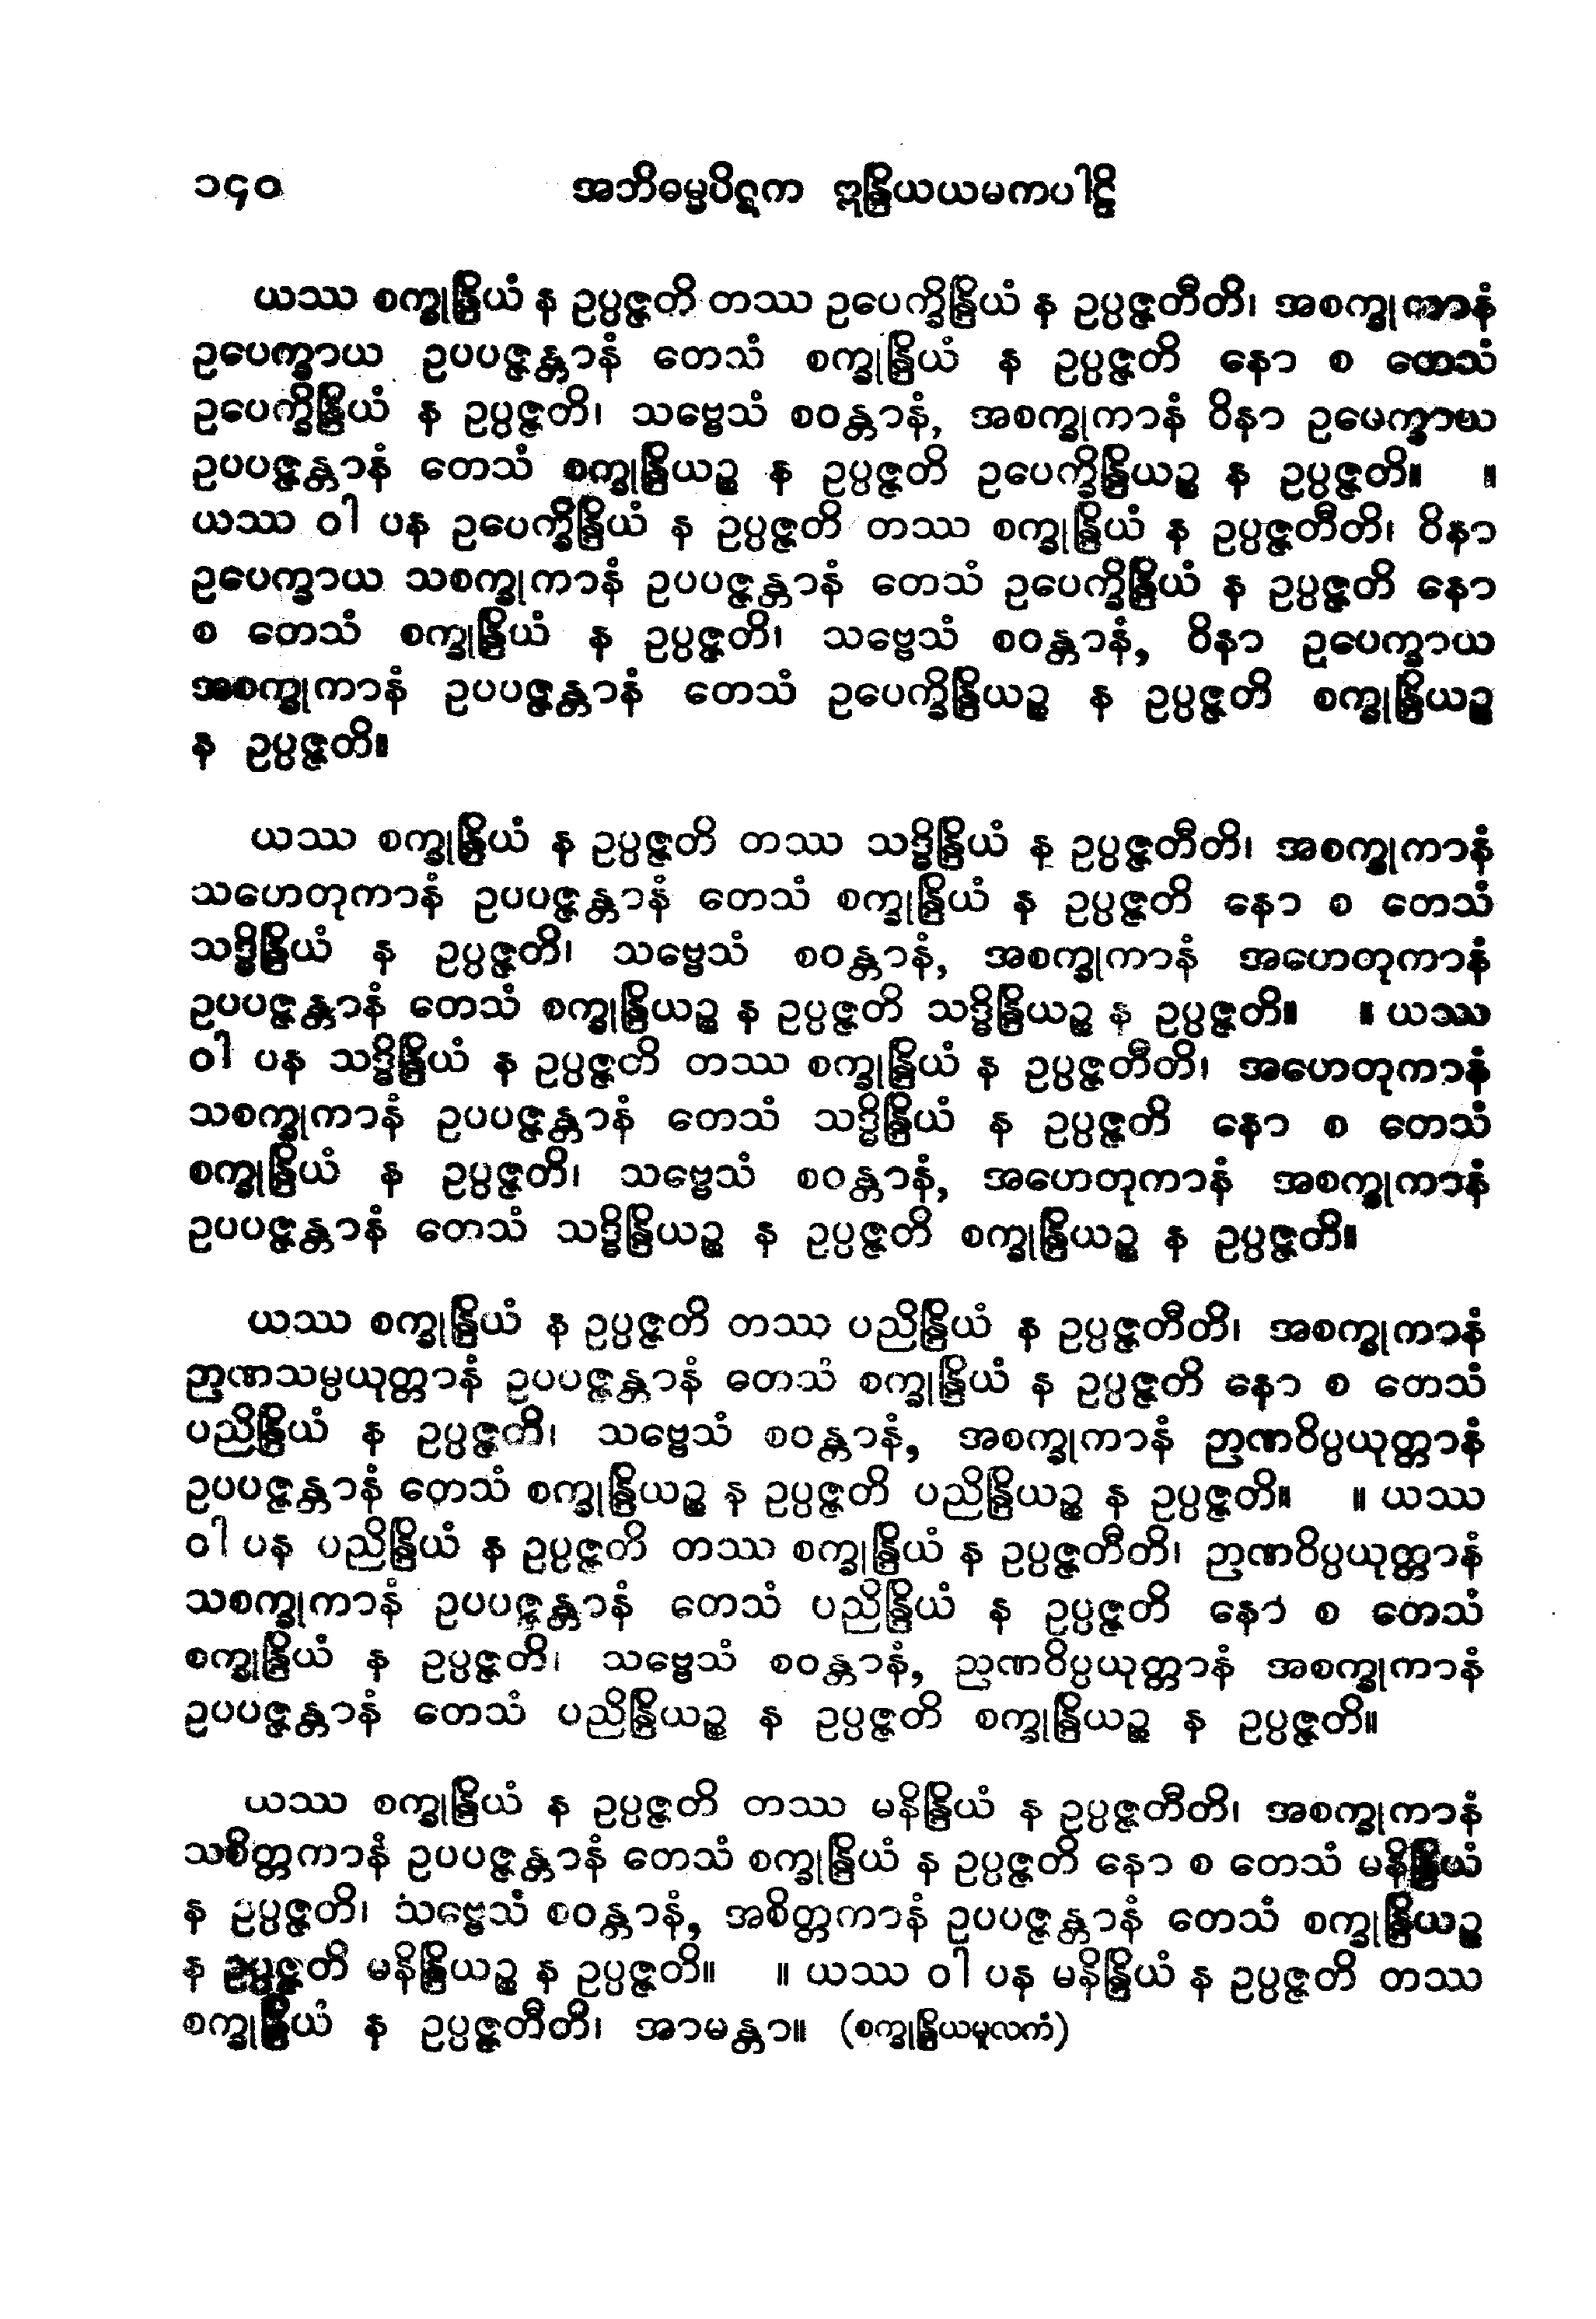 ၁၄၀ အဘိဓမ္မပိဋက ဣန္ဒြိယယမကပါဠိ
ယဿ စက္ခုန္ဒြိယံ န ဥပ္ပဇ္ဇတိ တဿ ဥပေက္ခိန္ဒြိယံ န ဥပ္ပဇ္ဇတီတိ၊ အစက္ခုကာနံ
ဥပေက္ခာယ ဥပပဇ္ဇန္တာနံ တေသံ စက္ခုန္ဒြိယံ န ဥပ္ပဇ္ဇတိ နော စ တေသံ
ဥပေက္ခိန္ဒြိယံ န ဥပ္ပဇ္ဇတိ၊ သဗ္ဗေသံ စဝန္တာနံ, အစက္ခုကာနံ ဝိနာ ဥပေက္ခာယ
ဥပပဇ္ဇန္တာနံ တေသံ စက္ခုန္ဒြိယဉ္စ န ဥပ္ပဇ္ဇတိ ဥပေက္ခိန္ဒြိယဉ္စ န ဥပ္ပဇ္ဇတိ။ ။
ယဿ ဝါ ပန ဥပေက္ခိန္ဒြိယံ န ဥပ္ပဇ္ဇတိ တဿ စက္ခုန္ဒြိယံ န ဥပ္ပဇ္ဇတီတိ၊ ဝိနာ
ဥပေက္ခာယ သစက္ခုကာနံ ဥပပဇ္ဇန္တာနံ တေသံ ဥပေက္ခိန္ဒြိယံ န ဥပ္ပဇ္ဇတိ နော
စ တေသံ စက္ခုန္ဒြိယံ န ဥပ္ပဇ္ဇတိ၊ သဗ္ဗေသံ စဝန္တာနံ, ဝိနာ ဥပေက္ခာယ
အစက္ခုကာနံ ဥပပဇ္ဇန္တာနံ တေသံ ဥပေက္ခိန္ဒြိယဉ္စ န ဥပ္ပဇ္ဇတိ စက္ခုန္ဒြိယဉ္စ
န ဥပ္ပဇ္ဇတိ။
ယဿ စက္ခုန္ဒြိယံ န ဥပ္ပဇ္ဇတိ တဿ သဒ္ဓိန္ဒြိယံ န ဥပ္ပဇ္ဇတီတိ၊ အစက္ခုကာနံ
သဟေတုကာနံ ဥပပဇ္ဇန္တာနံ တေသံ စက္ခုန္ဒြိယံ န ဥပ္ပဇ္ဇတိ နော စ တေသံ
သဒ္ဓိန္ဒြိယံ န ဥပ္ပဇ္ဇတိ၊ သဗ္ဗေသံ စဝန္တာနံ, အစက္ခုကာနံ အဟေတုကာနံ
ဥပပဇ္ဇန္တာနံ တေသံ စက္ခုန္ဒြိယဉ္စ န ဥပ္ပဇ္ဇတိ သဒ္ဓိန္ဒြိယဉ္စ န ဥပ္ပဇ္ဇတိ။ ။ ယဿ
ဝါ ပန သဒ္ဓိန္ဒြိယံ န ဥပ္ပဇ္ဇတိ တဿ စက္ခုန္ဒြိယံ န ဥပ္ပဇ္ဇတီတိ၊ အဟေတုကာနံ
သစက္ခုကာနံ ဥပပဇ္ဇန္တာနံ တေသံ သဒ္ဓိန္ဒြိယံ န ဥပ္ပဇ္ဇတိ နော စ တေသံ
စက္ခုန္ဒြိယံ န ဥပ္ပဇ္ဇတိ၊ သဗ္ဗေသံ စဝန္တာနံ, အဟေတုကာနံ အစက္ခုကာနံ
ဥပပဇ္ဇန္တာနံ တေသံ သဒ္ဓိန္ဒြိယဉ္စ န ဥပ္ပဇ္ဇတိ စက္ခုန္ဒြိယဉ္စ န ဥပ္ပဇ္ဇတိ။
ယဿ စက္ခုန္ဒြိယံ န ဥပ္ပဇ္ဇတိ တဿ ပညိန္ဒြိယံ န ဥပ္ပဇ္ဇတီတိ၊ အစက္ခုကာနံ
ဉာဏသမ္ပယုတ္တာနံ ဥပပဇ္ဇန္တာနံ တေသံ စက္ခုန္ဒြိယံ န ဥပ္ပဇ္ဇတိ နော စ တေသံ
ပညိန္ဒြိယံ န ဥပ္ပဇ္ဇတိ၊ သဗ္ဗေသံ စဝန္တာနံ, အစက္ခုကာနံ ဉာဏဝိပ္ပယုတ္တာနံ
ဥပပဇ္ဇန္တာနံ တေသံ စက္ခုန္ဒြိယဉ္စ န ဥပ္ပဇ္ဇတိ ပညိန္ဒြိယဉ္စ န ဥပ္ပဇ္ဇတိ။ ။ ယဿ
ဝါ ပန ပညိန္ဒြိယံ န ဥပ္ပဇ္ဇတိ တဿ စက္ခုန္ဒြိယံ န ဥပ္ပဇ္ဇတီတိ၊ ဉာဏဝိပ္ပယုတ္တာနံ
သစက္ခုကာနံ ဥပပဇ္ဇန္တာနံ တေသံ ပညိန္ဒြိယံ န ဥပ္ပဇ္ဇတိ နော စ တေသံ
စက္ခုန္ဒြိယံ န ဥပ္ပဇ္ဇတိ၊ သဗ္ဗေသံ စဝန္တာနံ, ဉာဏဝိပ္ပယုတ္တာနံ အစက္ခုကာနံ
ဥပပဇ္ဇန္တာနံ တေသံ ပညိန္ဒြိယဉ္စ န ဥပ္ပဇ္ဇတိ စက္ခုန္ဒြိယဉ္စ န ဥပ္ပဇ္ဇတိ။
ယဿ စက္ခုန္ဒြိယံ န ဥပ္ပဇ္ဇတိ တဿ မနိန္ဒြိယံ န ဥပ္ပဇ္ဇတီတိ၊ အစက္ခုကာနံ
သစိတ္တကာနံ ဥပပဇ္ဇန္တာနံ တေသံ စက္ခုန္ဒြိယံ န ဥပ္ပဇ္ဇတိ နော စ တေသံ မနိန္ဒြိယံ
န ဥပ္ပဇ္ဇတိ၊ သဗ္ဗေသံ စဝန္တာနံ, အစိတ္တကာနံ ဥပပဇ္ဇန္တာနံ တေသံ စက္ခုန္ဒြိယဉ္စ
န ဥပ္ပဇ္ဇတိ မနိန္ဒြိယဉ္စ န ဥပ္ပဇ္ဇတိ။ ။ ယဿ ဝါ ပန မနိန္ဒြိယံ န ဥပ္ပဇ္ဇတိ တဿ
စက္ခုန္ဒြိယံ န ဥပ္ပဇ္ဇတီတိ၊ အာမန္တာ။ (စက္ခုန္ဒြိယမူလကံ)